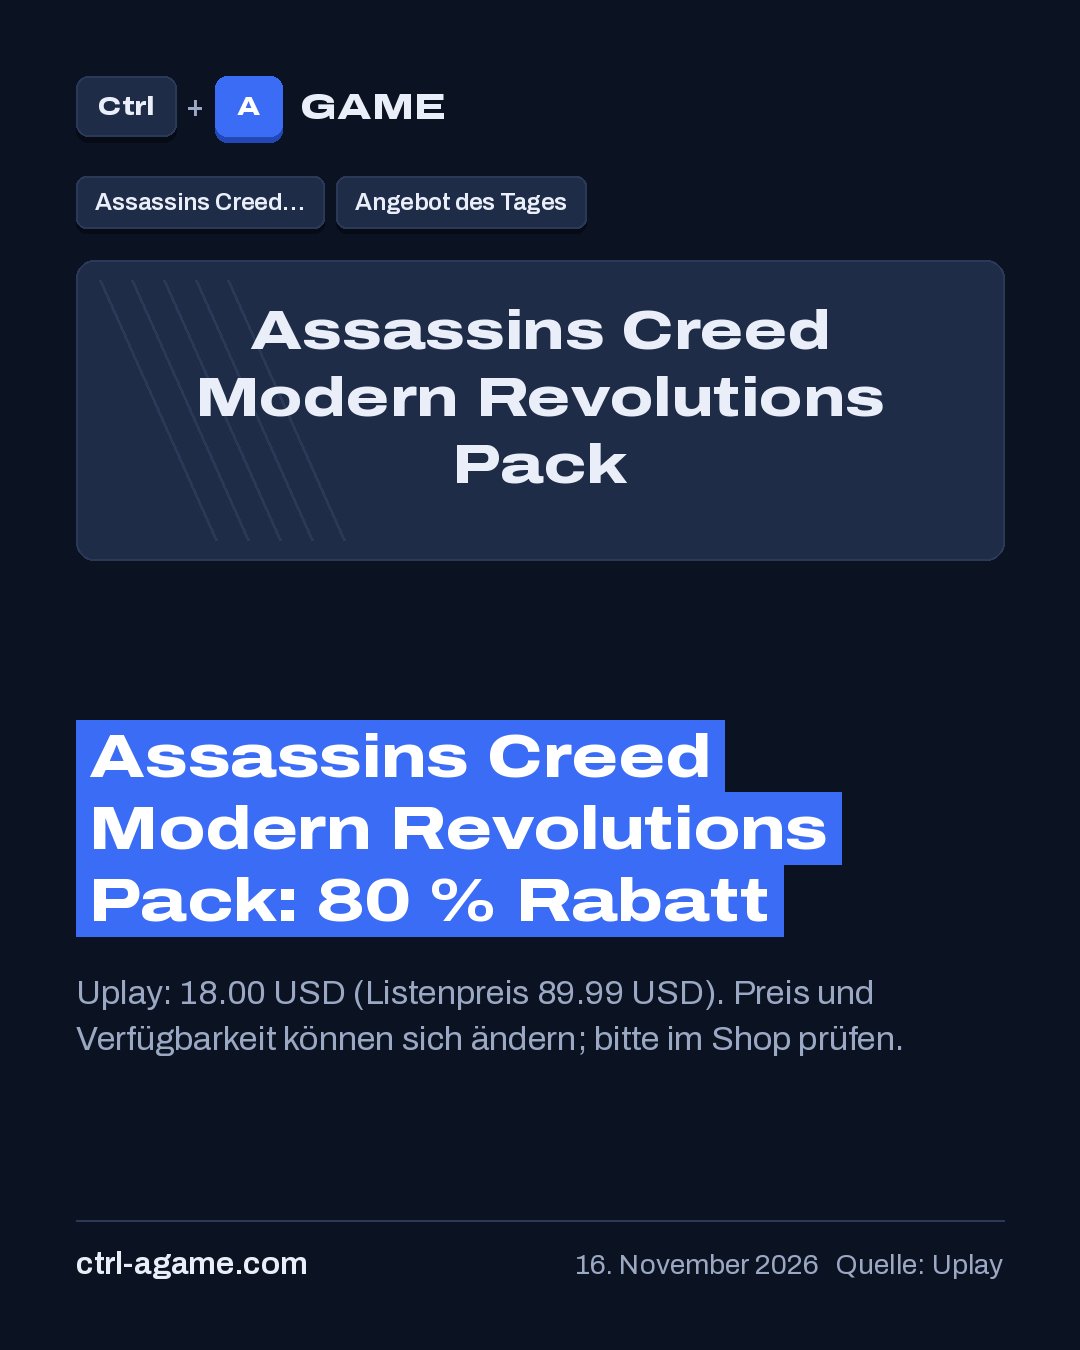 Ctrl + A GAME
Assassins Creed... Angebot des Tages
Assassins Creed
Modern Revolutions
Pack
Assassins Creed
Modern Revolutions
Pack: 80 % Rabatt
Uplay: 18.00 USD (Listenpreis 89.99 USD). Preis und
Verfügbarkeit können sich ändern; bitte im Shop prüfen.
ctrl-agame.com 16. November 2026 Quelle: Uplay